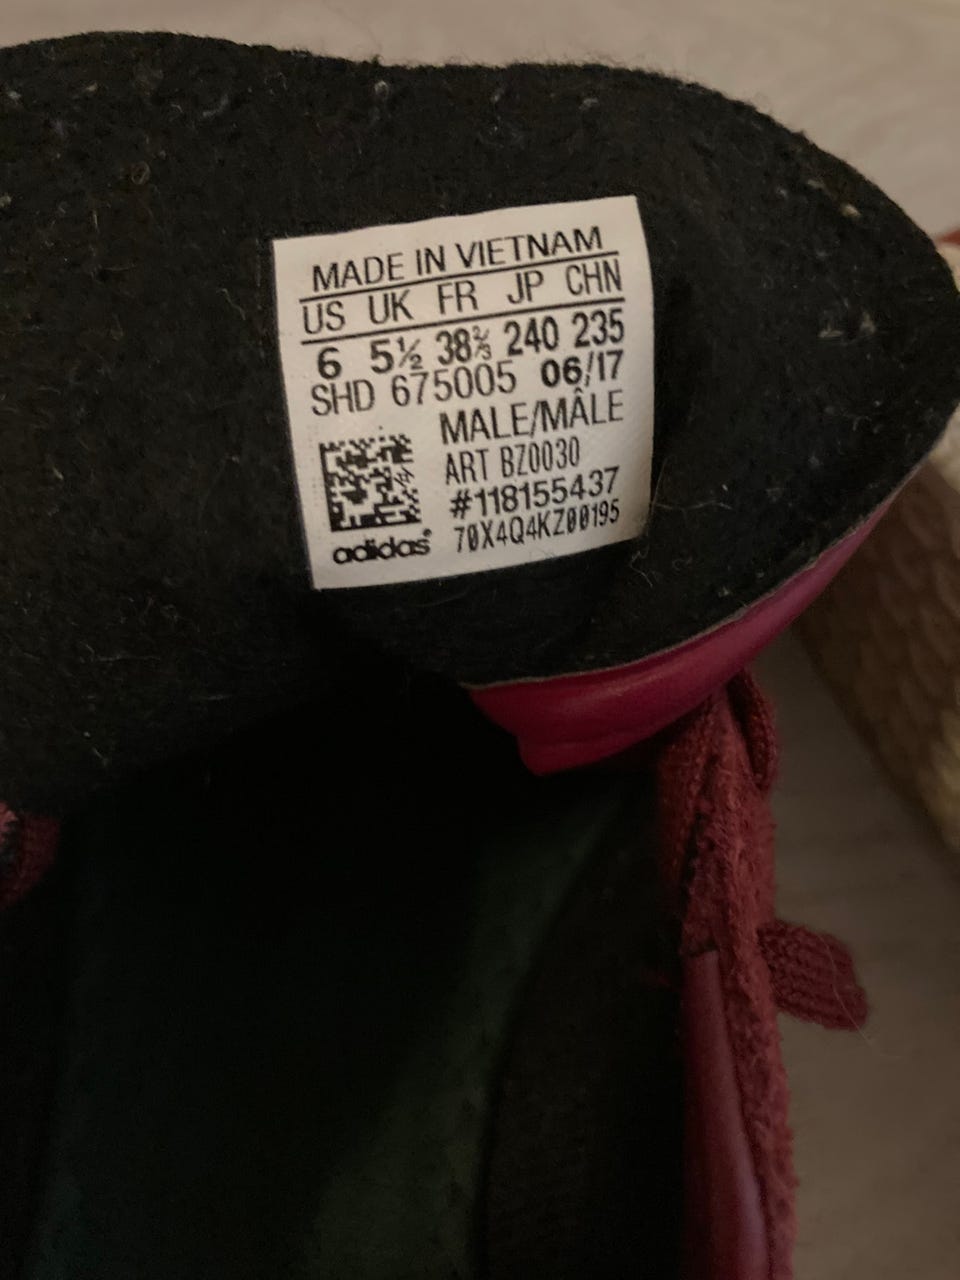 MADE IN VIETNAM
US UK FR JP CHN
6 5½ 38⅔ 240 235
SHD 675005 06/17
MALE/MÂLE
ART BZ0030
#118155437
adidas® 70X4Q4KZ00195